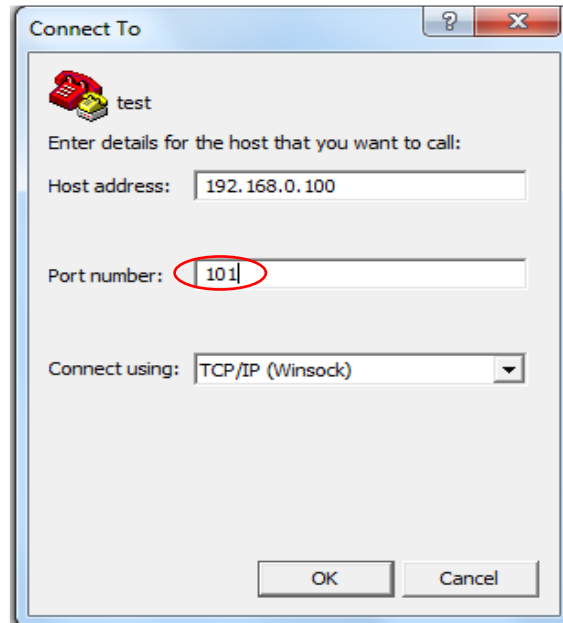 Connect To
test
Enter details for the host that you want to call:
Host address: 192.168.0.100
Port number: 101
Connect using: TCP/IP (Winsock)
OK Cancel